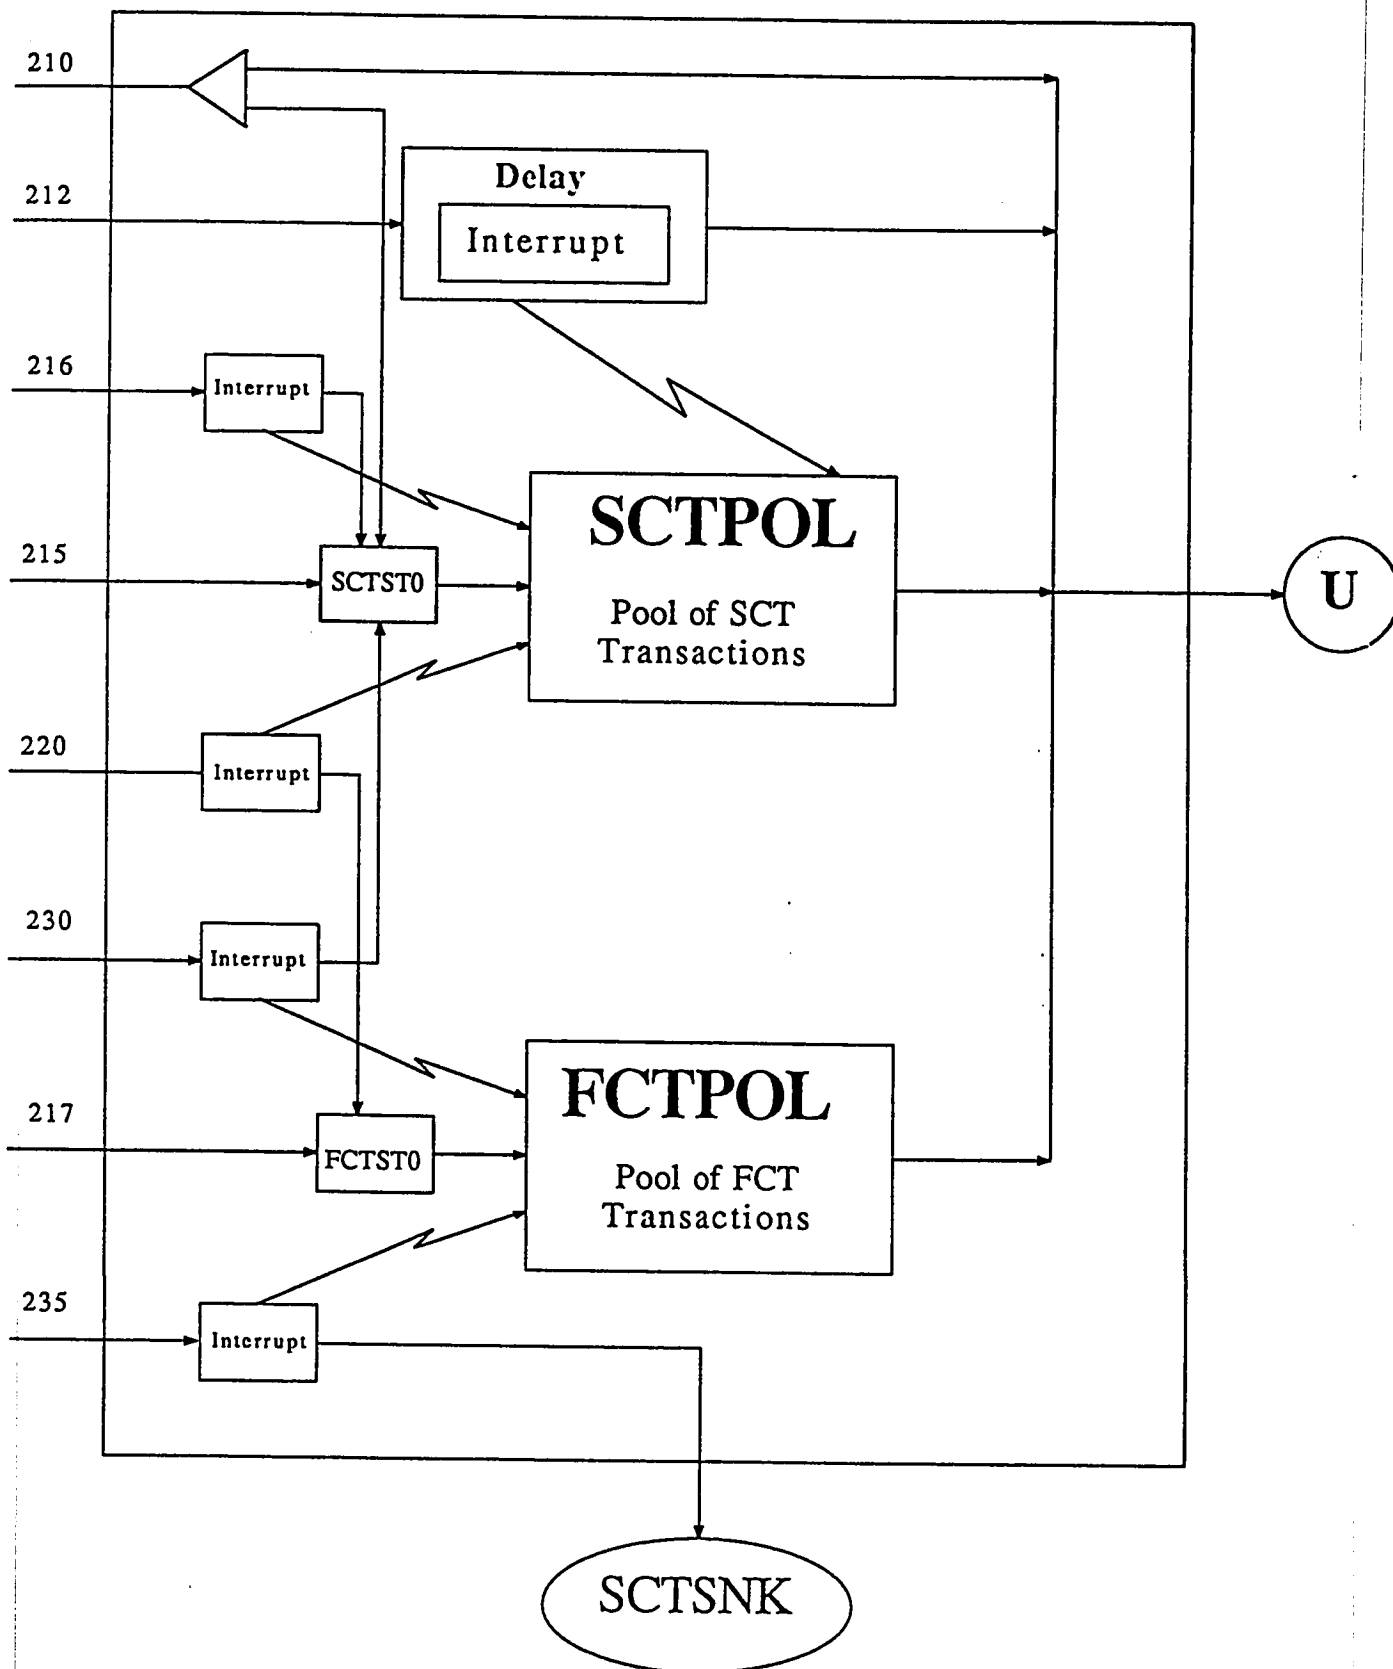 210
Delay
212
Interrupt
216
Interrupt
SCTPOL
215
SCTST0
Pool of SCT
Transactions
U
220
Interrupt
230
Interrupt
FCTPOL
217
FCTST0
Pool of FCT
Transactions
235
Interrupt
SCTSNK